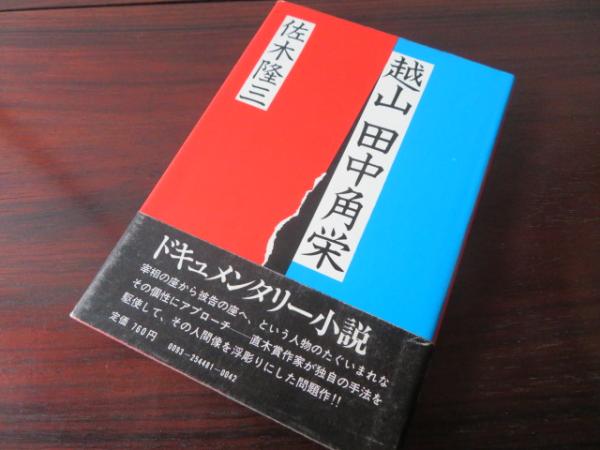 越山 田中角栄
佐木隆三
ドキュメンタリー小説
宰相の座から被告の座へ、という人物のたぐいまれな
その個性にアプローチ──直木賞作家が独自の手法を
駆使して、その人間像を浮彫りにした問題作!!
定価 760円
0093-254401-0042